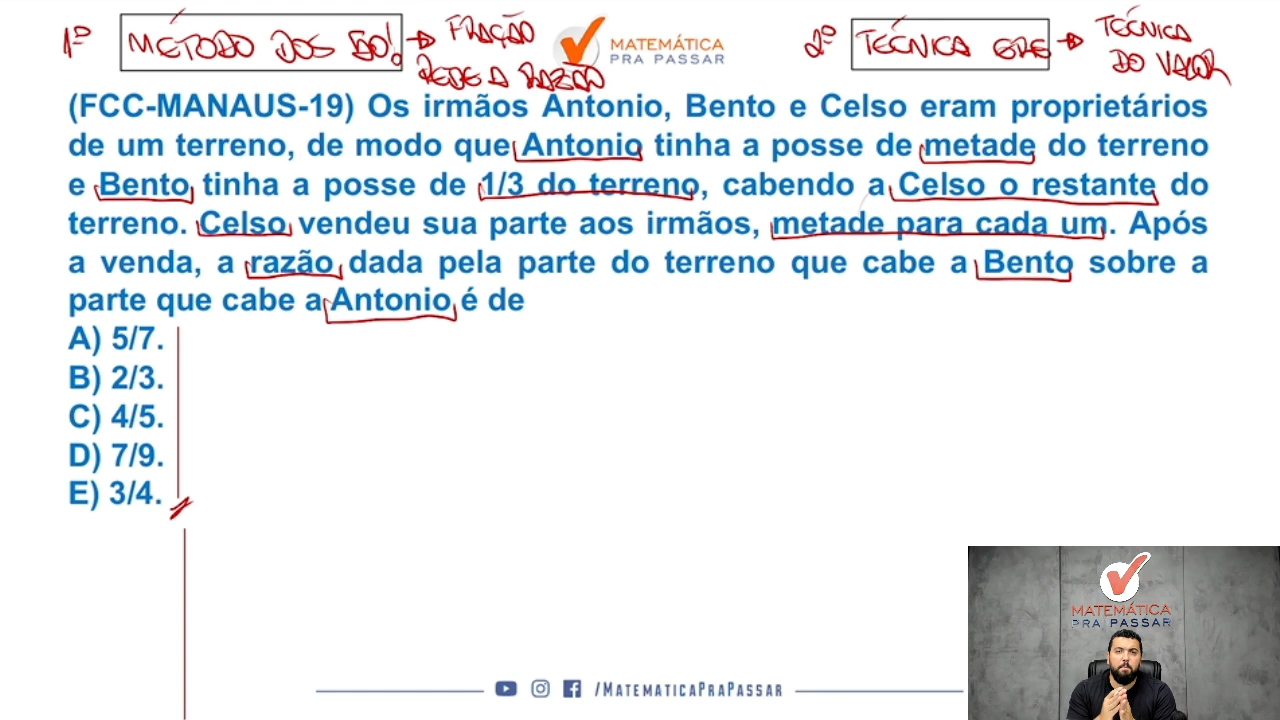 1º MÉTODO DOS 50! → FRAÇÃO
PEDE A RAZÃO
MATEMÁTICA
PRA PASSAR
2º TÉCNICA → TÉCNICA
DO VALOR
(FCC-MANAUS-19) Os irmãos Antonio, Bento e Celso eram proprietários
de um terreno, de modo que Antonio tinha a posse de metade do terreno
e Bento tinha a posse de 1/3 do terreno, cabendo a Celso o restante do
terreno. Celso vendeu sua parte aos irmãos, metade para cada um. Após
a venda, a razão dada pela parte do terreno que cabe a Bento sobre a
parte que cabe a Antonio é de
A) 5/7.
B) 2/3.
C) 4/5.
D) 7/9.
E) 3/4.
MATEMÁTICA
PRA PASSAR
/MATEMATICAPRAPASSAR